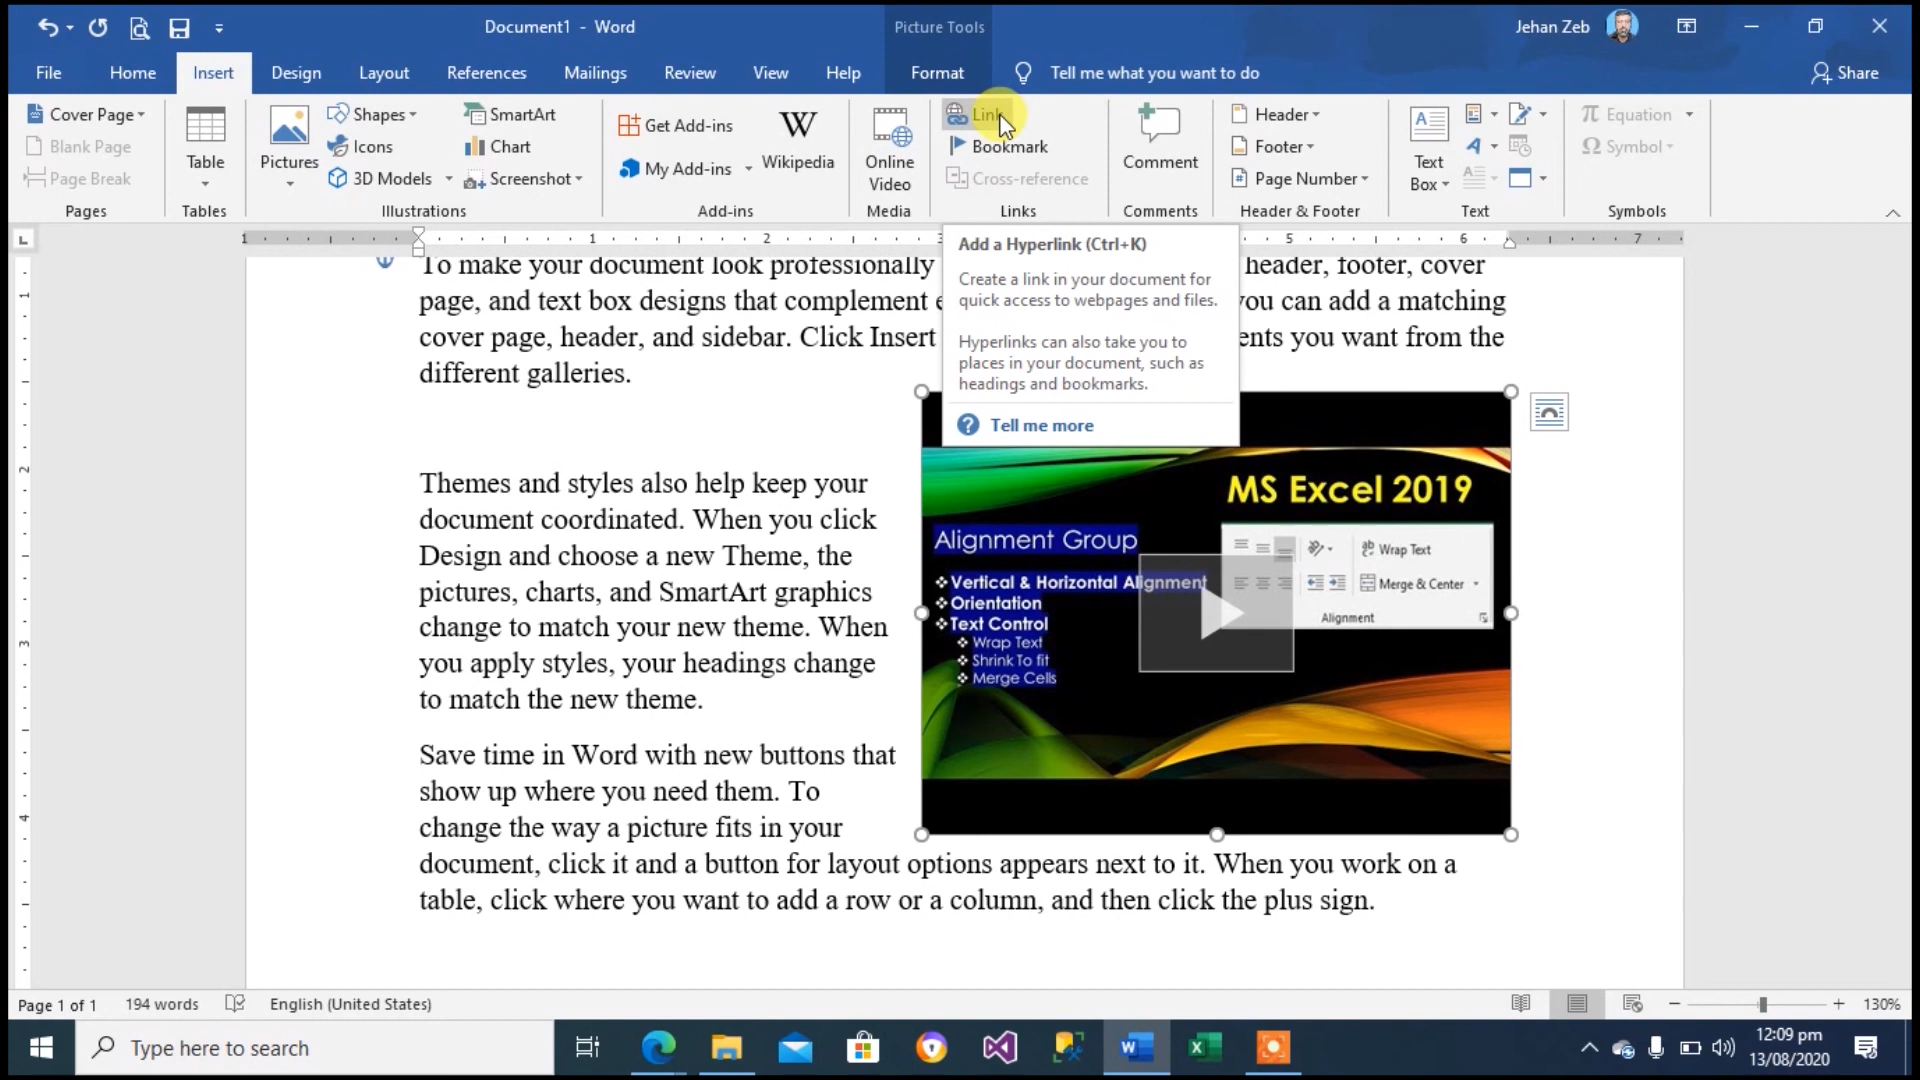 Document1 - Word
Picture Tools
Jehan Zeb
File Home Insert Design Layout References Mailings Review View Help Format Tell me what you want to do Share
Cover Page
Blank Page
Page Break
Pages
Table
Tables
Pictures
Shapes
Icons
3D Models
SmartArt
Chart
Screenshot
Illustrations
Get Add-ins
My Add-ins
W
Wikipedia
Add-ins
Online
Video
Media
Link
Bookmark
Cross-reference
Links
Comment
Comments
Header
Footer
Page Number
Header & Footer
Text
Box
Text
Equation
Symbol
Symbols
1 1 2 3 5 6 7
Add a Hyperlink (Ctrl+K)
Create a link in your document for
quick access to webpages and files.
Hyperlinks can also take you to
places in your document, such as
headings and bookmarks.
Tell me more
To make your document look professionally header, footer, cover
page, and text box designs that complement e you can add a matching
cover page, header, and sidebar. Click Insert ents you want from the
different galleries.
Themes and styles also help keep your
document coordinated. When you click
Design and choose a new Theme, the
pictures, charts, and SmartArt graphics
change to match your new theme. When
you apply styles, your headings change
to match the new theme.
MS Excel 2019
Alignment Group
Vertical & Horizontal Alignment
Orientation
Text Control
Wrap Text
Shrink To fit
Merge Cells
Wrap Text
Merge & Center
Alignment
Save time in Word with new buttons that
show up where you need them. To
change the way a picture fits in your
document, click it and a button for layout options appears next to it. When you work on a
table, click where you want to add a row or a column, and then click the plus sign.
1
2
3
4
Page 1 of 1 194 words English (United States) 130%
Type here to search
12:09 pm
13/08/2020